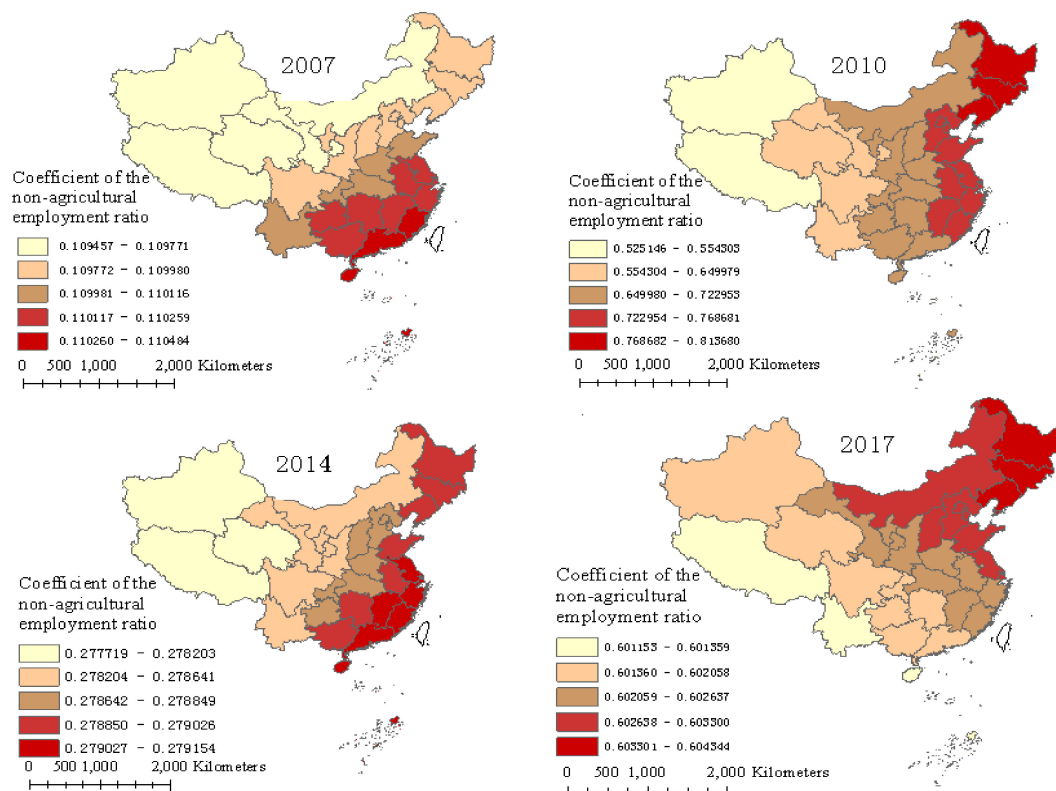 2007
Coefficient of the
non-agricultural
employment ratio
0.109457 - 0.109771
0.109772 - 0.109980
0.109981 - 0.110116
0.110117 - 0.110259
0.110260 - 0.110484
0 500 1,000 2,000 Kilometers
2010
Coefficient of the
non-agricultural
employment ratio
0.525146 - 0.554303
0.554304 - 0.649979
0.649980 - 0.722953
0.722954 - 0.768681
0.768682 - 0.813680
0 500 1,000 2,000 Kilometers
2014
Coefficient of the
non-agricultural
employment ratio
0.277719 - 0.278203
0.278204 - 0.278641
0.278642 - 0.278849
0.278850 - 0.279026
0.279027 - 0.279154
0 500 1,000 2,000 Kilometers
2017
Coefficient of the
non-agricultural
employment ratio
0.601153 - 0.601359
0.601360 - 0.602058
0.602059 - 0.602637
0.602638 - 0.603300
0.603301 - 0.604344
0 500 1,000 2,000 Kilometers